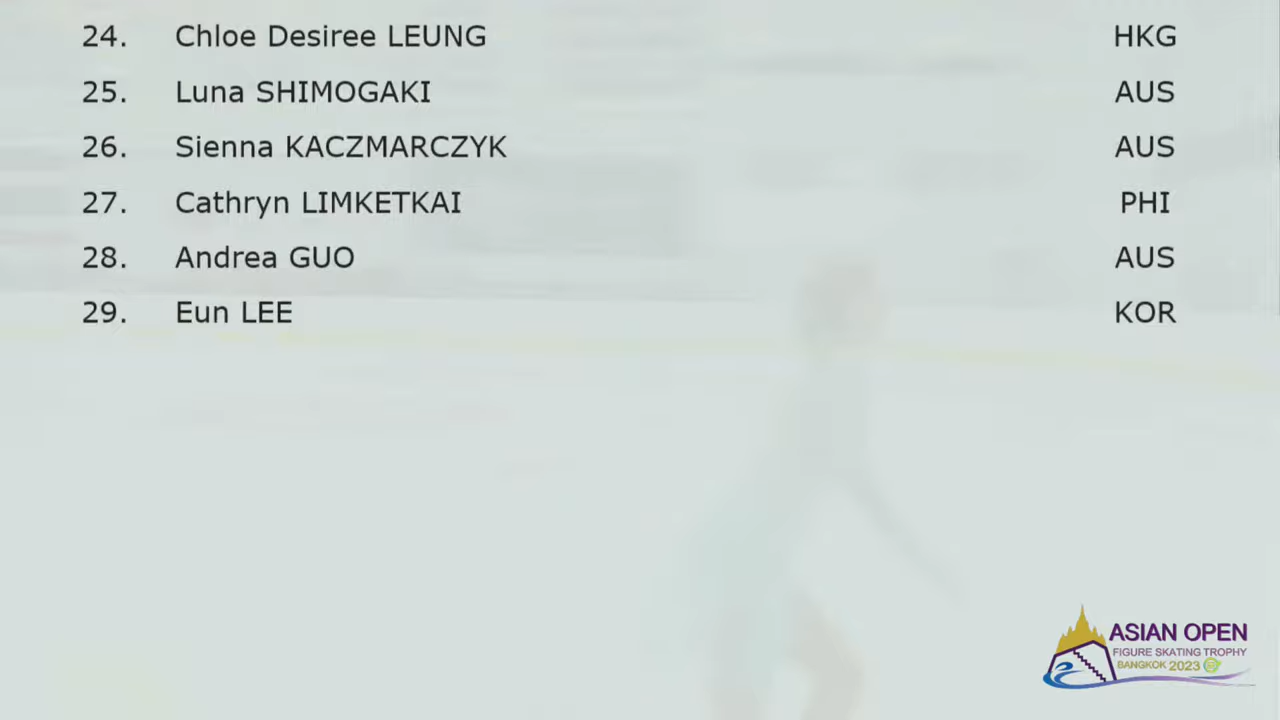 24. Chloe Desiree LEUNG HKG
25. Luna SHIMOGAKI AUS
26. Sienna KACZMARCZYK AUS
27. Cathryn LIMKETKAI PHI
28. Andrea GUO AUS
29. Eun LEE KOR
ASIAN OPEN
FIGURE SKATING TROPHY
BANGKOK 2023